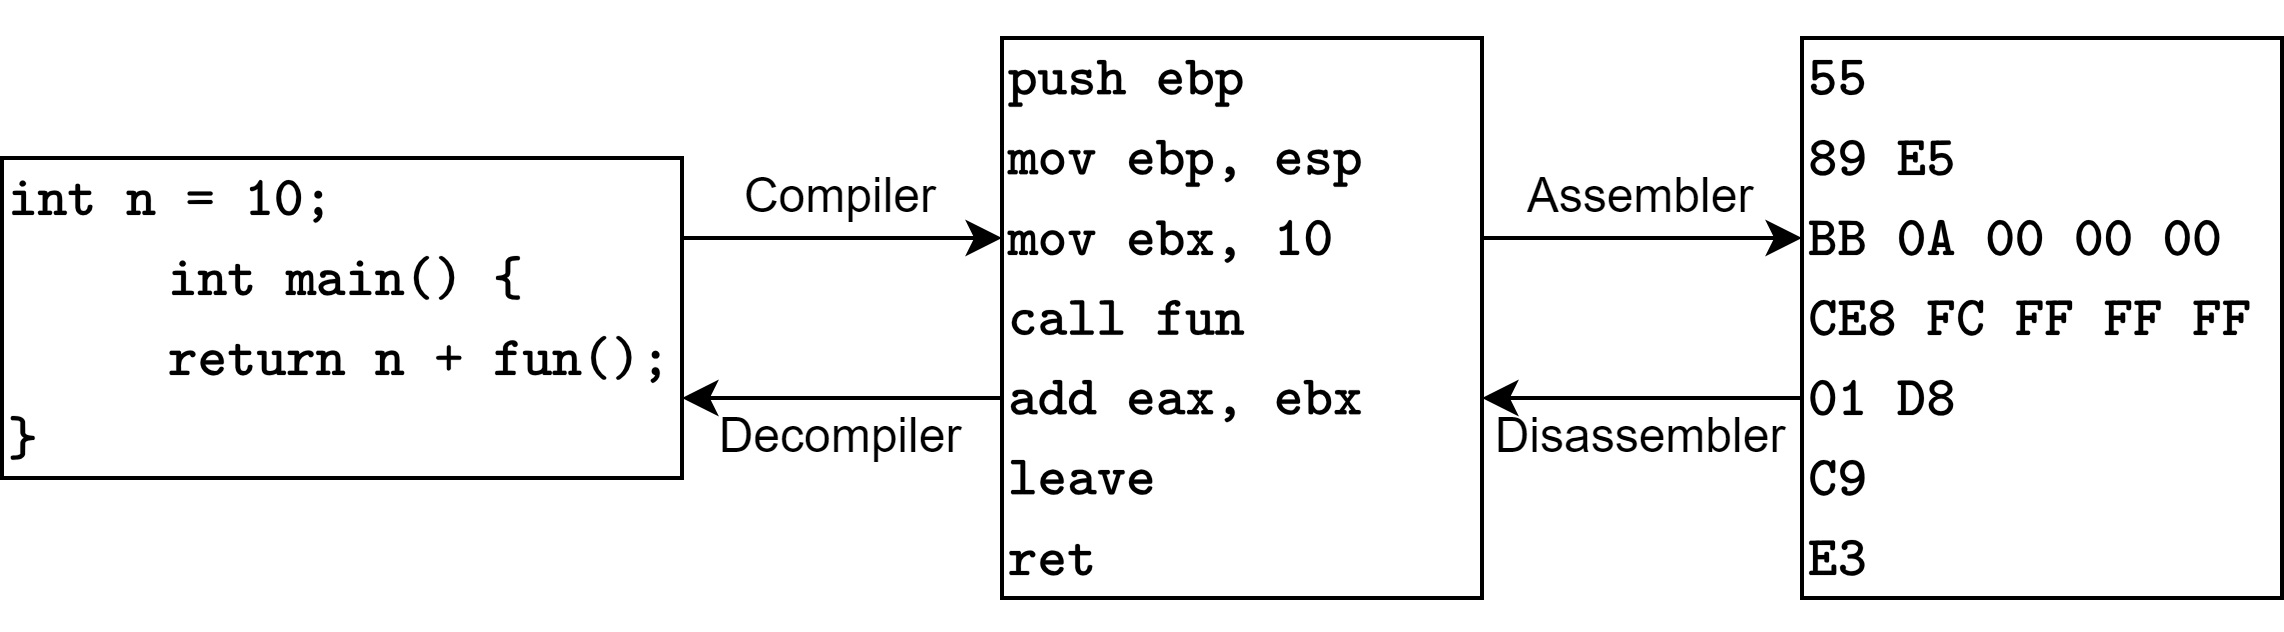 int n = 10;
int main() {
return n + fun();
}
Compiler
Decompiler
push ebp
mov ebp, esp
mov ebx, 10
call fun
add eax, ebx
leave
ret
Assembler
Disassembler
55
89 E5
BB 0A 00 00 00
CE8 FC FF FF FF
01 D8
C9
E3